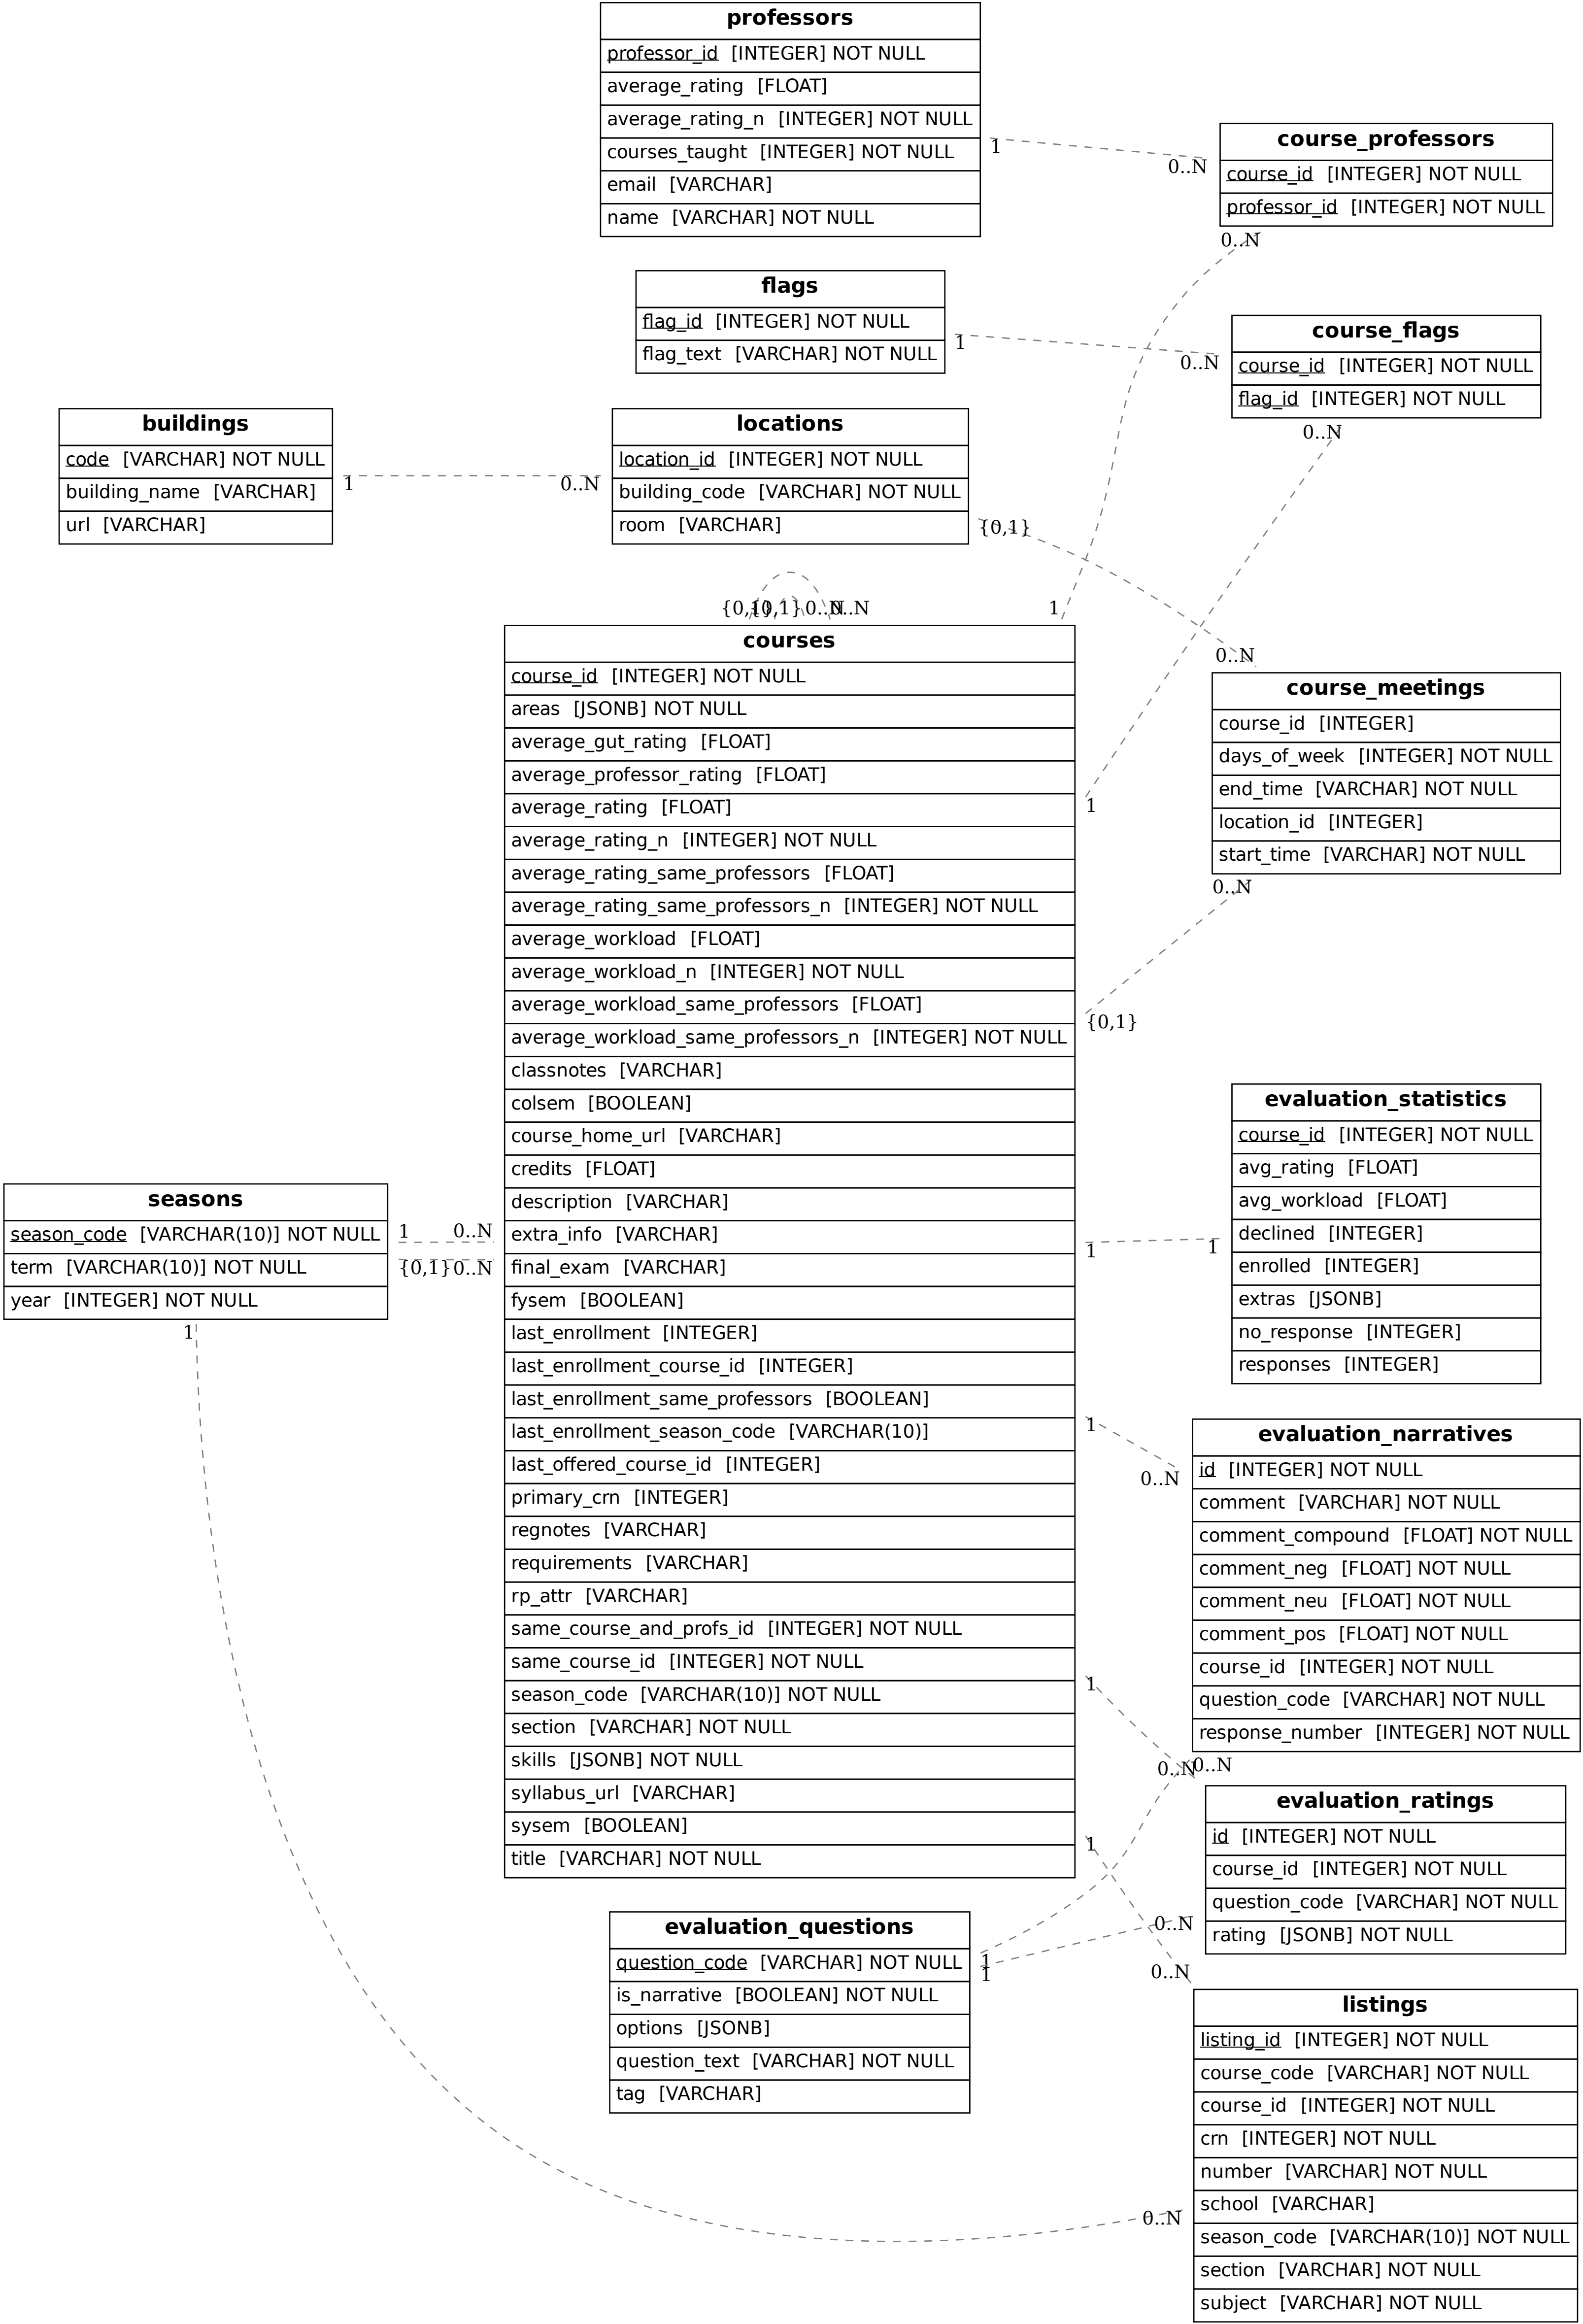 professors
professor_id [INTEGER] NOT NULL
average_rating [FLOAT]
average_rating_n [INTEGER] NOT NULL
courses_taught [INTEGER] NOT NULL
email [VARCHAR]
name [VARCHAR] NOT NULL
1
0..N
course_professors
course_id [INTEGER] NOT NULL
professor_id [INTEGER] NOT NULL
0..N
flags
flag_id [INTEGER] NOT NULL
flag_text [VARCHAR] NOT NULL
1
0..N
course_flags
course_id [INTEGER] NOT NULL
flag_id [INTEGER] NOT NULL
0..N
buildings
code [VARCHAR] NOT NULL
building_name [VARCHAR]
url [VARCHAR]
1
0..N
locations
location_id [INTEGER] NOT NULL
building_code [VARCHAR] NOT NULL
room [VARCHAR]
{0,1}
0..N
{0,1}
{0,1}
0..N
0..N
1
courses
course_id [INTEGER] NOT NULL
areas [JSONB] NOT NULL
average_gut_rating [FLOAT]
average_professor_rating [FLOAT]
average_rating [FLOAT]
average_rating_n [INTEGER] NOT NULL
average_rating_same_professors [FLOAT]
average_rating_same_professors_n [INTEGER] NOT NULL
average_workload [FLOAT]
average_workload_n [INTEGER] NOT NULL
average_workload_same_professors [FLOAT]
average_workload_same_professors_n [INTEGER] NOT NULL
classnotes [VARCHAR]
colsem [BOOLEAN]
course_home_url [VARCHAR]
credits [FLOAT]
description [VARCHAR]
extra_info [VARCHAR]
final_exam [VARCHAR]
fysem [BOOLEAN]
last_enrollment [INTEGER]
last_enrollment_course_id [INTEGER]
last_enrollment_same_professors [BOOLEAN]
last_enrollment_season_code [VARCHAR(10)]
last_offered_course_id [INTEGER]
primary_crn [INTEGER]
regnotes [VARCHAR]
requirements [VARCHAR]
rp_attr [VARCHAR]
same_course_and_profs_id [INTEGER] NOT NULL
same_course_id [INTEGER] NOT NULL
season_code [VARCHAR(10)] NOT NULL
section [VARCHAR] NOT NULL
skills [JSONB] NOT NULL
syllabus_url [VARCHAR]
sysem [BOOLEAN]
title [VARCHAR] NOT NULL
1
course_meetings
course_id [INTEGER]
days_of_week [INTEGER] NOT NULL
end_time [VARCHAR] NOT NULL
location_id [INTEGER]
start_time [VARCHAR] NOT NULL
0..N
{0,1}
evaluation_statistics
course_id [INTEGER] NOT NULL
avg_rating [FLOAT]
avg_workload [FLOAT]
declined [INTEGER]
enrolled [INTEGER]
extras [JSONB]
no_response [INTEGER]
responses [INTEGER]
1
1
seasons
season_code [VARCHAR(10)] NOT NULL
term [VARCHAR(10)] NOT NULL
year [INTEGER] NOT NULL
1
0..N
{0,1}
0..N
1
1
0..N
evaluation_narratives
id [INTEGER] NOT NULL
comment [VARCHAR] NOT NULL
comment_compound [FLOAT] NOT NULL
comment_neg [FLOAT] NOT NULL
comment_neu [FLOAT] NOT NULL
comment_pos [FLOAT] NOT NULL
course_id [INTEGER] NOT NULL
question_code [VARCHAR] NOT NULL
response_number [INTEGER] NOT NULL
1
0..N
0..N
evaluation_ratings
id [INTEGER] NOT NULL
course_id [INTEGER] NOT NULL
question_code [VARCHAR] NOT NULL
rating [JSONB] NOT NULL
1
0..N
0..N
evaluation_questions
question_code [VARCHAR] NOT NULL
is_narrative [BOOLEAN] NOT NULL
options [JSONB]
question_text [VARCHAR] NOT NULL
tag [VARCHAR]
1
1
listings
listing_id [INTEGER] NOT NULL
course_code [VARCHAR] NOT NULL
course_id [INTEGER] NOT NULL
crn [INTEGER] NOT NULL
number [VARCHAR] NOT NULL
school [VARCHAR]
season_code [VARCHAR(10)] NOT NULL
section [VARCHAR] NOT NULL
subject [VARCHAR] NOT NULL
0..N